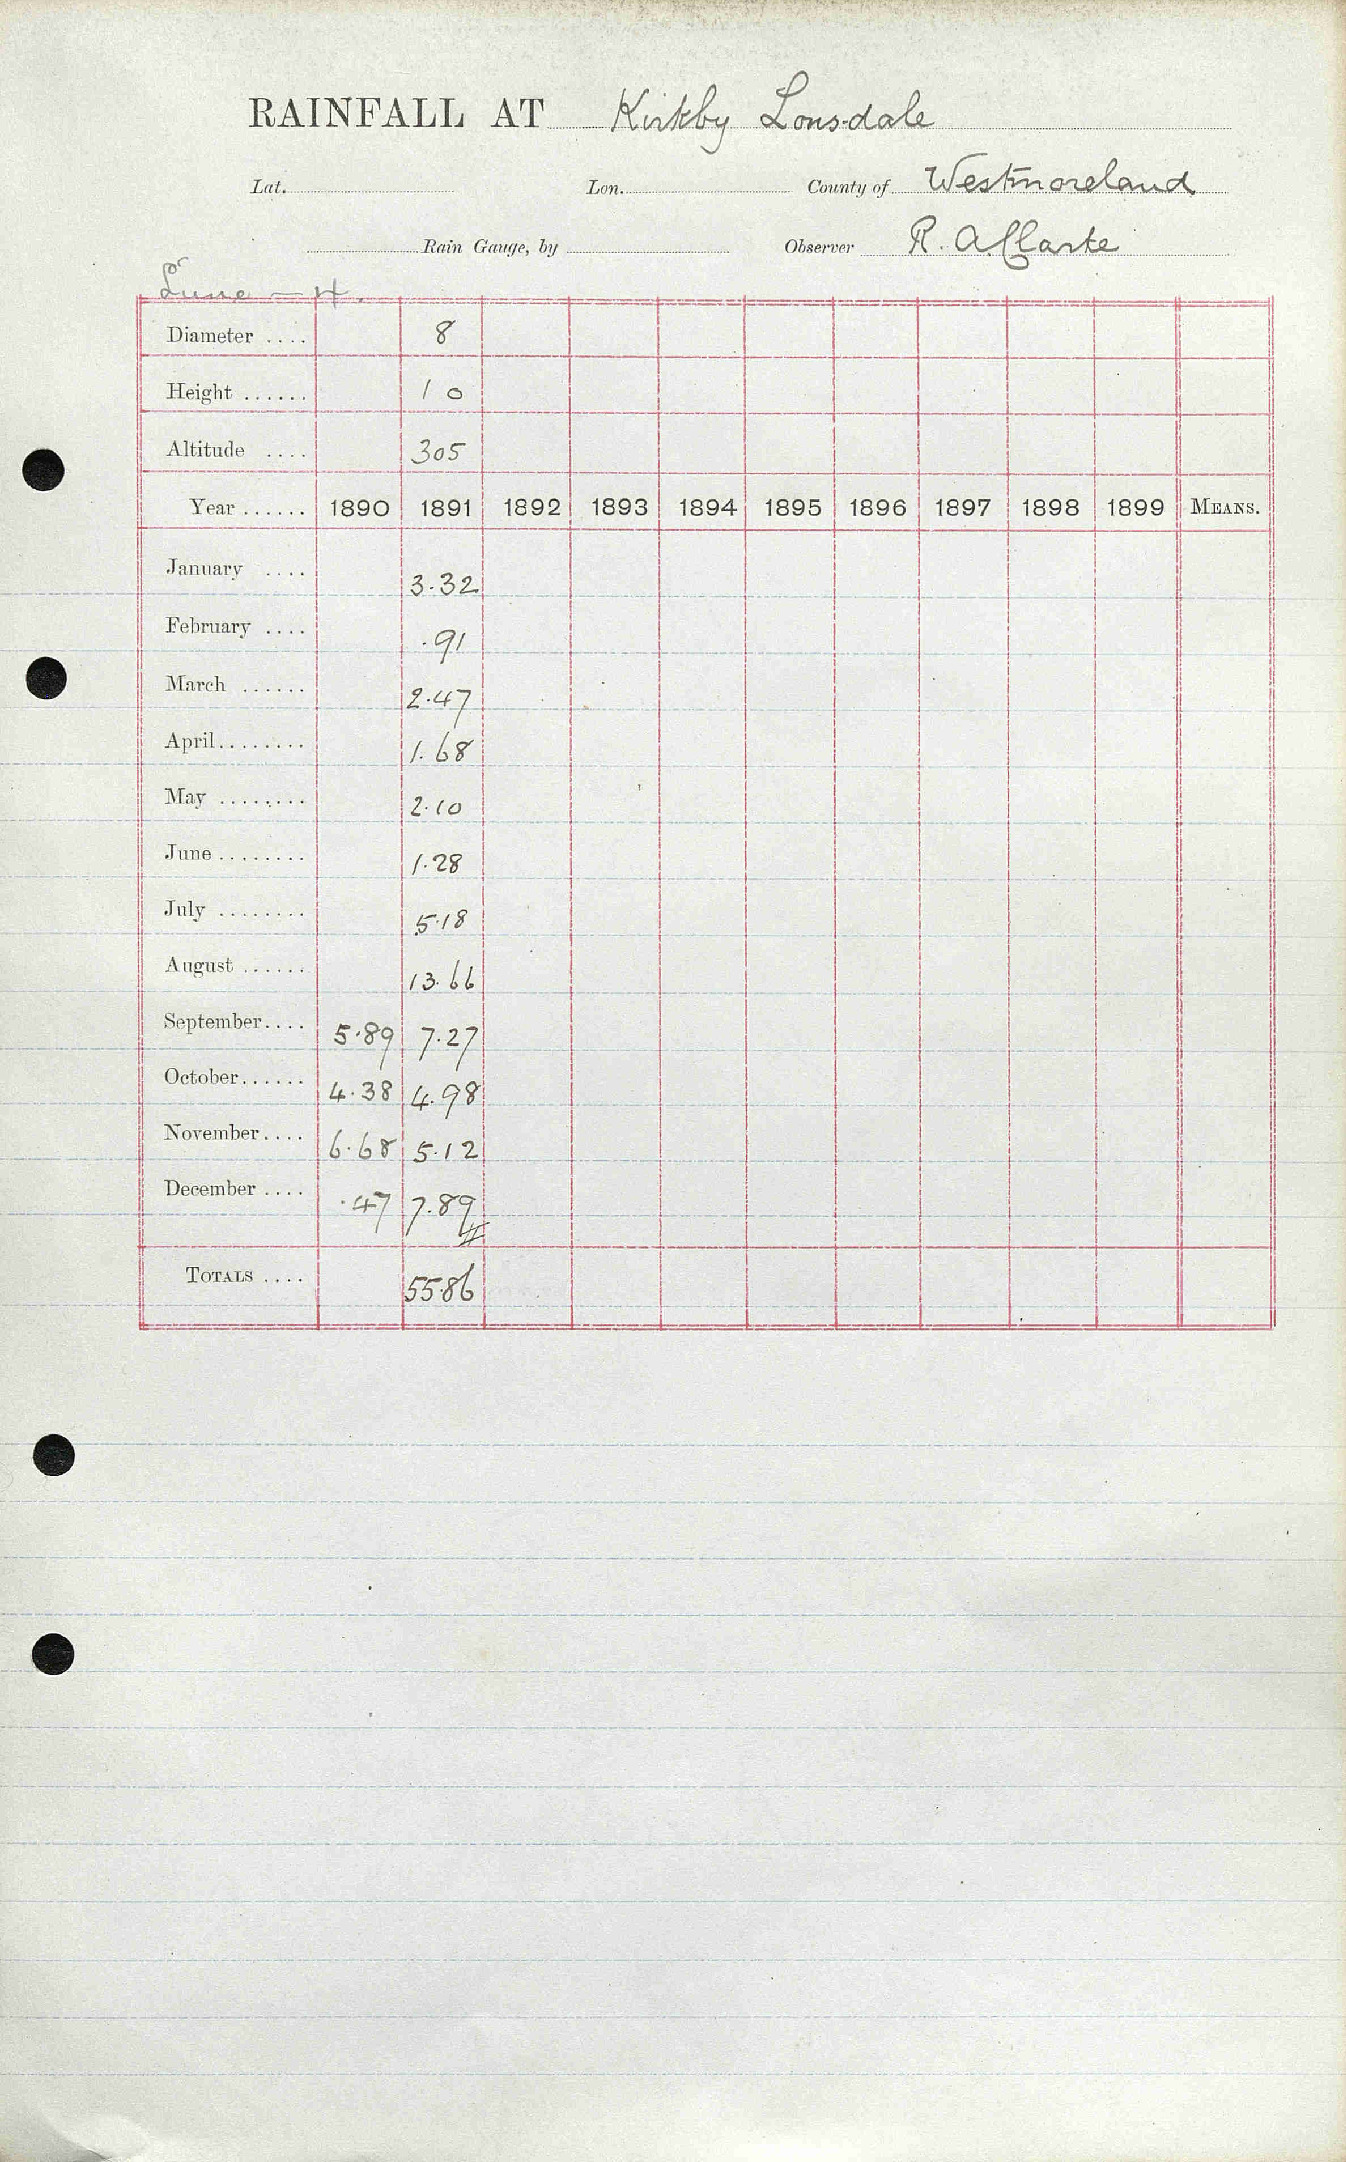 RAINFALL AT Kirkby Lonsdale
Lat. Lon. County of Westmoreland
Rain Gauge, by Observer R. A. Clarke
Lune — 4.
Diameter .... 8
Height ...... 1 0
Altitude .... 305
Year ...... 1890 1891 1892 1893 1894 1895 1896 1897 1898 1899 MEANS.
January .... 3.32
February .... .91
March ...... 2.47
April........ 1.68
May ........ 2.10
June ........ 1.28
July ........ 5.18
August ...... 13.66
September.... 5.89 7.27
October...... 4.38 4.98
November.... 6.68 5.12
December .... .47 7.89
TOTALS .... 55.86